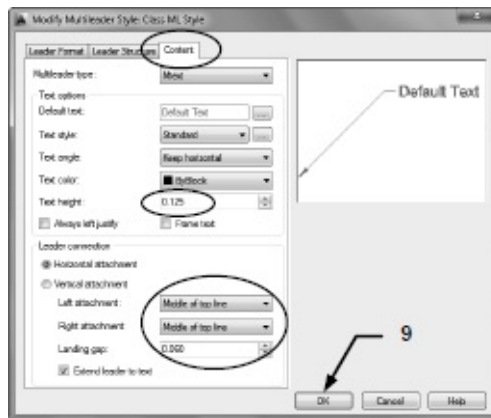 Modify Multileader Style: Class ML Style
Leader Format Leader Structure Content
Multileader type: Mtext
Text options
Default text: Default Text
Text style: Standard
Text angle: Keep horizontal
Text color: ByBlock
Text height: 0.125
Always left justify Frame text
Leader connection
Horizontal attachment
Vertical attachment
Left attachment: Middle of top line
Right attachment: Middle of top line
Landing gap: 0.060
Extend leader to text
Default Text
9
OK Cancel Help